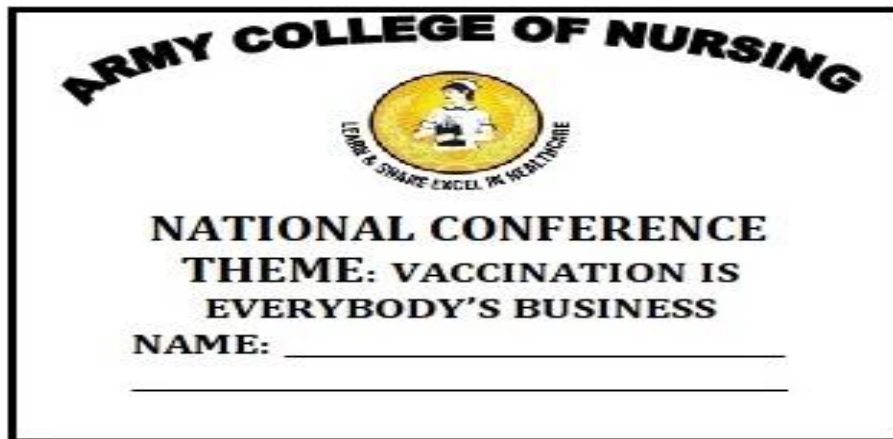 ARMY COLLEGE OF NURSING
LEARN & SHARE EXCEL IN HEALTHCARE
NATIONAL CONFERENCE
THEME: VACCINATION IS
EVERYBODY'S BUSINESS
NAME: